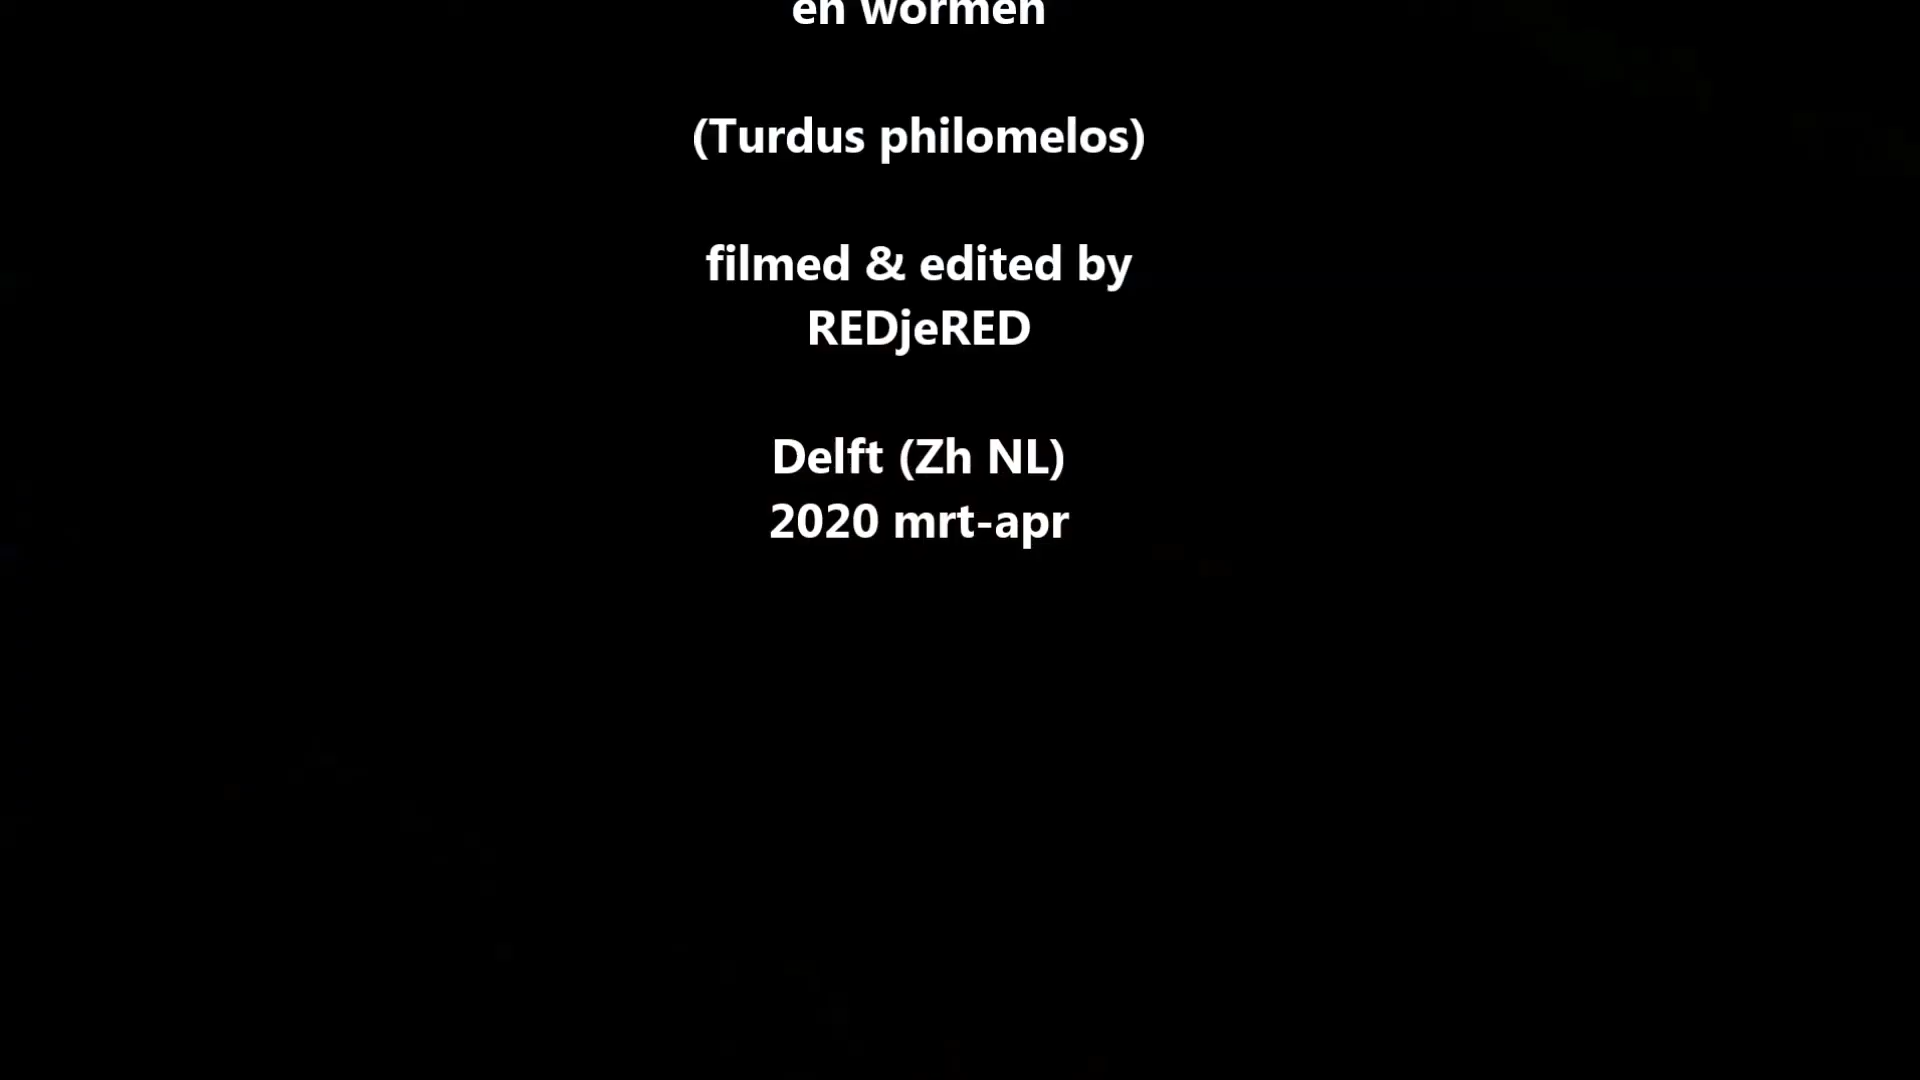 en wormen
(Turdus philomelos)
filmed & edited by
REDjeRED
Delft (Zh NL)
2020 mrt-apr